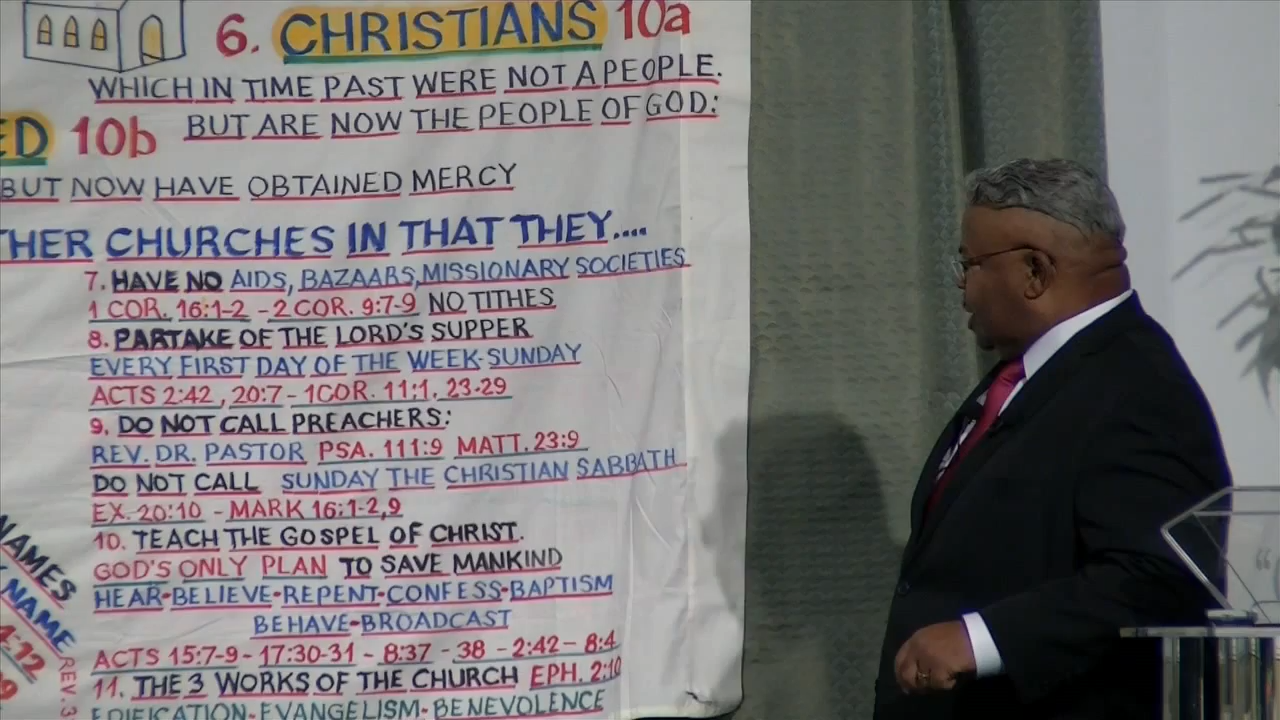 6. CHRISTIANS 10a
WHICH IN TIME PAST WERE NOT A PEOPLE.
ED 10b BUT ARE NOW THE PEOPLE OF GOD:
BUT NOW HAVE OBTAINED MERCY
THER CHURCHES IN THAT THEY....
7. HAVE NO AIDS, BAZAARS, MISSIONARY SOCIETIES
1 COR. 16:1-2 - 2 COR. 9:7-9 NO TITHES
8. PARTAKE OF THE LORD'S SUPPER
EVERY FIRST DAY OF THE WEEK-SUNDAY
ACTS 2:42, 20:7 - 1COR. 11:1, 23-29
9. DO NOT CALL PREACHERS:
REV. DR. PASTOR PSA. 111:9 MATT. 23:9
DO NOT CALL SUNDAY THE CHRISTIAN SABBATH
EX. 20:10 - MARK 16:1-2,9
10. TEACH THE GOSPEL OF CHRIST.
GOD'S ONLY PLAN TO SAVE MANKIND
HEAR-BELIEVE-REPENT-CONFESS-BAPTISM
BEHAVE-BROADCAST
ACTS 15:7-9 - 17:30-31 - 8:37 - 38 - 2:42 - 8:4
11. THE 3 WORKS OF THE CHURCH EPH. 2:10
EDIFICATION-EVANGELISM-BENEVOLENCE
NAMES
NAME
4-12
REV. 3